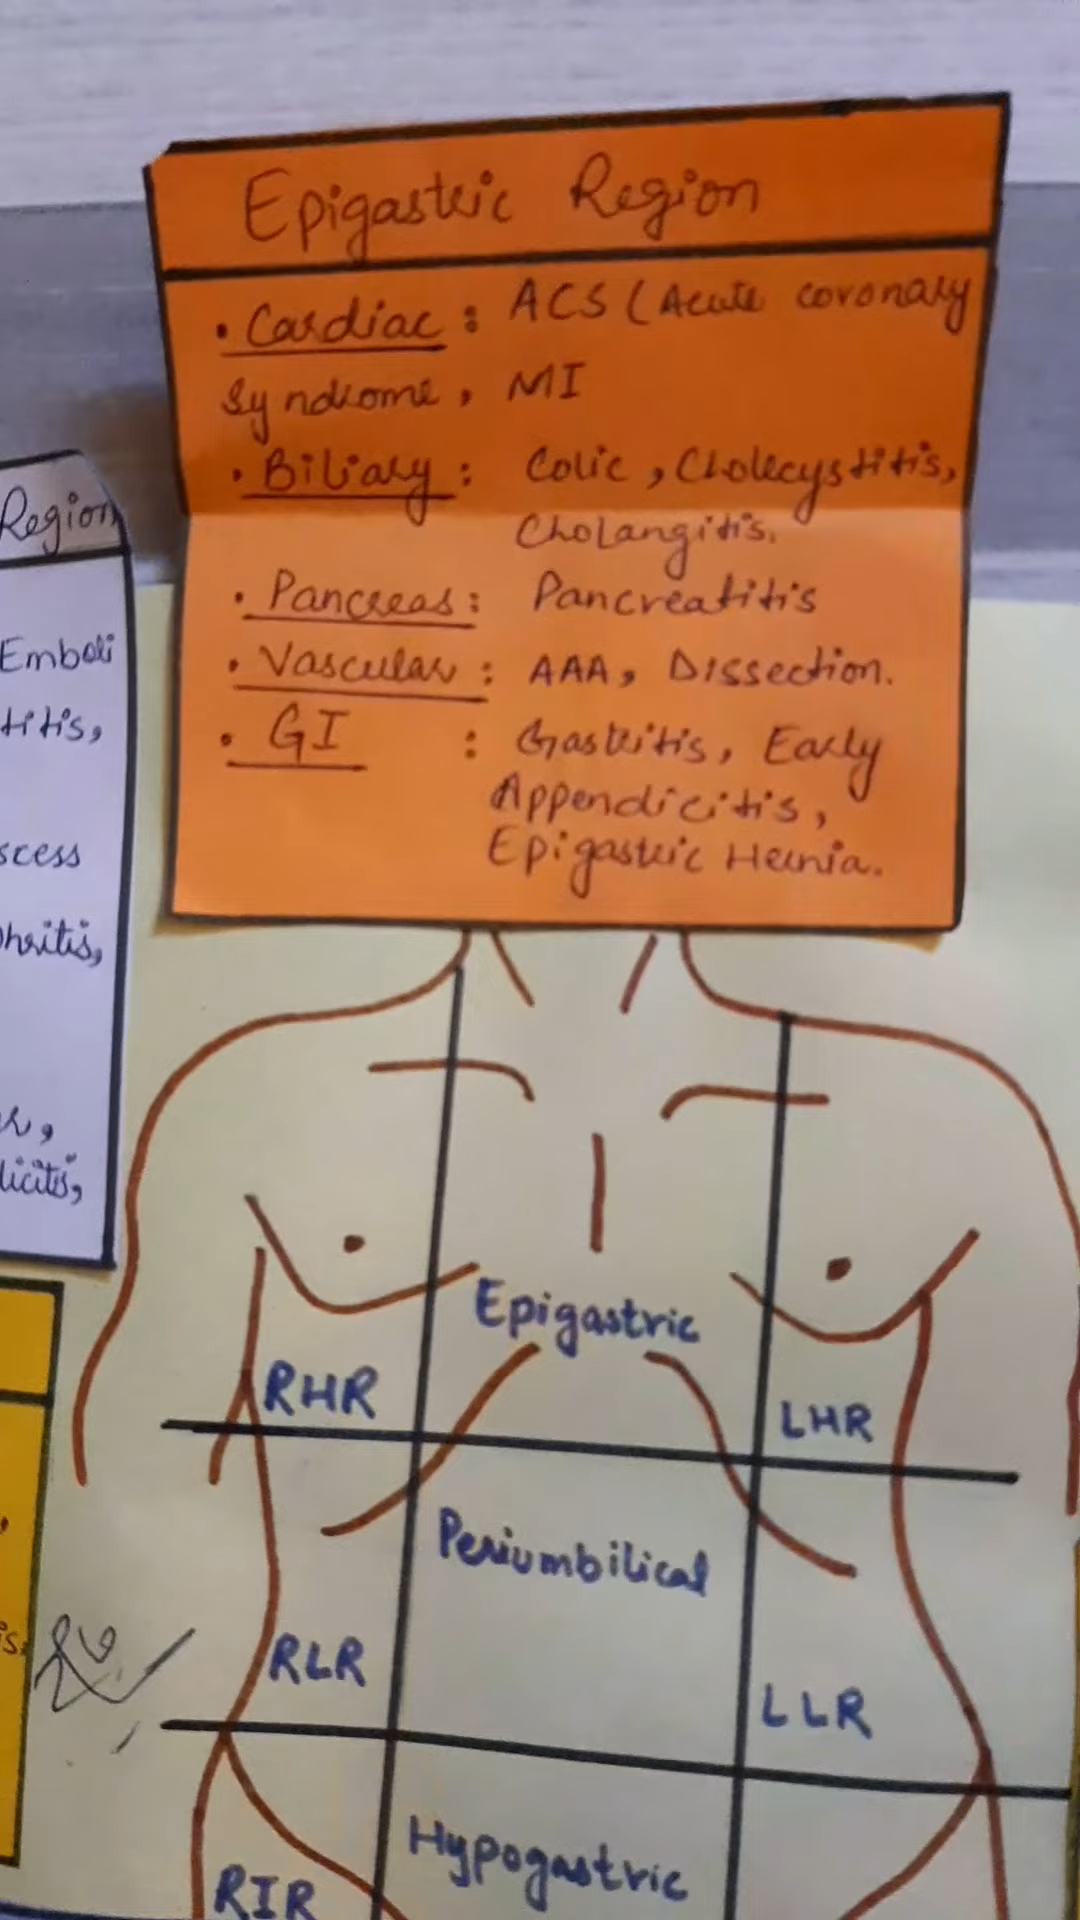 Epigastric Region
• Cardiac : ACS (Acute coronary
Syndrome, MI
• Biliary : Colic, Cholecystitis,
Cholangitis.
• Pancreas : Pancreatitis
• Vascular : AAA, Dissection.
• GI : Gastritis, Early
Appendicitis,
Epigastric Hernia.
Region
Emboli
titis,
scess
phritis,
licitis,
Epigastric
RHR
LHR
Periumbilical
RLR
LLR
Hypogastric
RIR